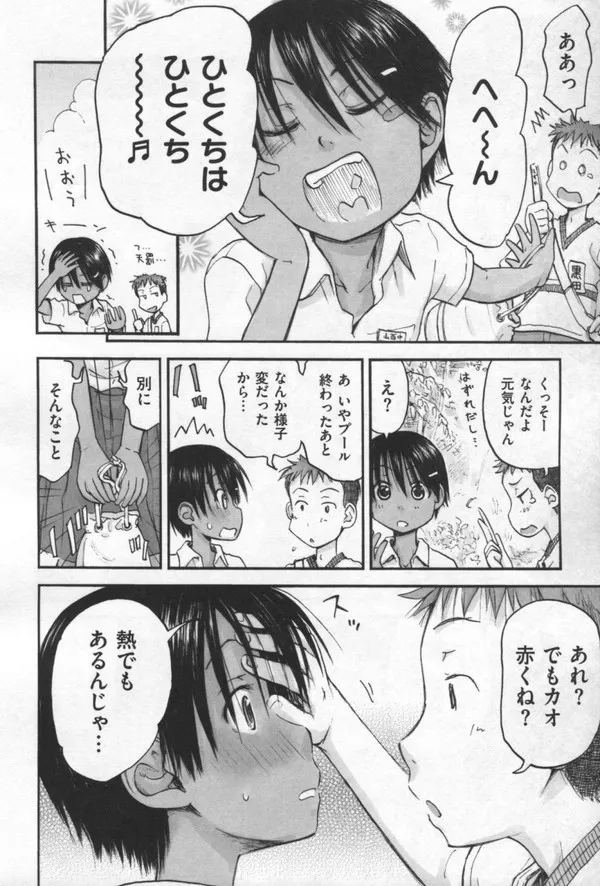 ああっ
へへ〜ん
ひとくちは
ひとくち
〜〜〜♬
黒田
おおぅ
っ…
天罰…
くっそー
なんだよ
元気じゃん
はずれだし…
え?
あ いやプール
終わったあと
なんか様子
変だった
から…
別に
そんなこと
あれ?
でもカオ
赤くね?
スッ
熱でも
あるんじゃ…